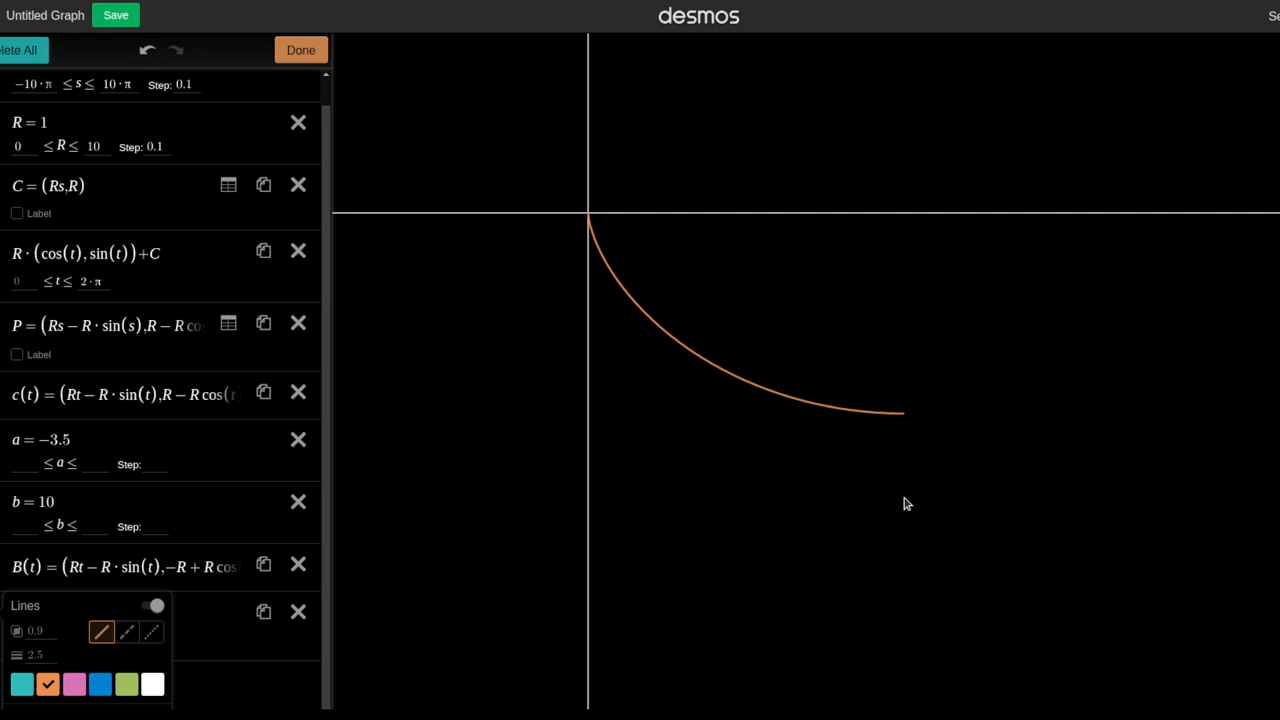 Untitled Graph Save desmos Se
lete All Done
−10·π ≤ s ≤ 10·π Step: 0.1
R = 1
0 ≤ R ≤ 10 Step: 0.1
C = (Rs,R)
Label
R · (cos(t), sin(t))+C
0 ≤ t ≤ 2·π
P = (Rs − R · sin(s),R − R co
Label
c(t) = (Rt − R · sin(t),R − R cos(t
a = −3.5
≤ a ≤ Step:
b = 10
≤ b ≤ Step:
B(t) = (Rt − R · sin(t),−R + R cos
Lines
0.9
2.5